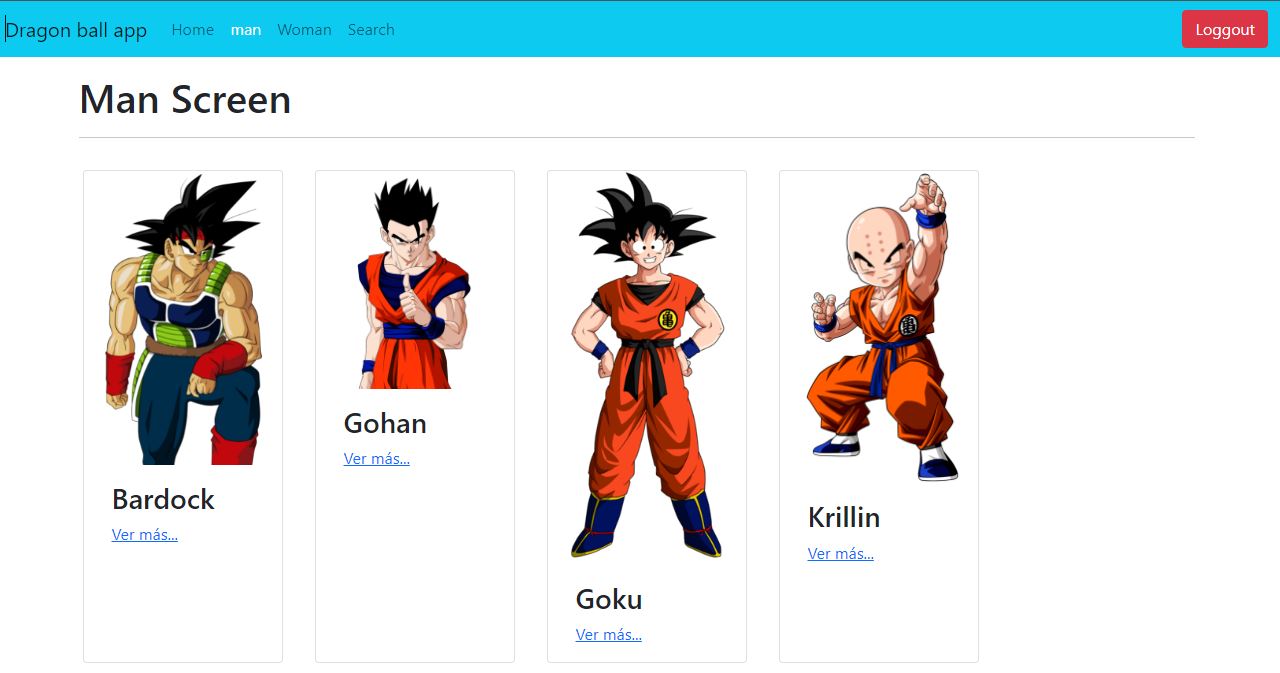 Dragon ball app Home man Woman Search Loggout
Man Screen
Bardock
Ver más...
Gohan
Ver más...
Goku
Ver más...
Krillin
Ver más...